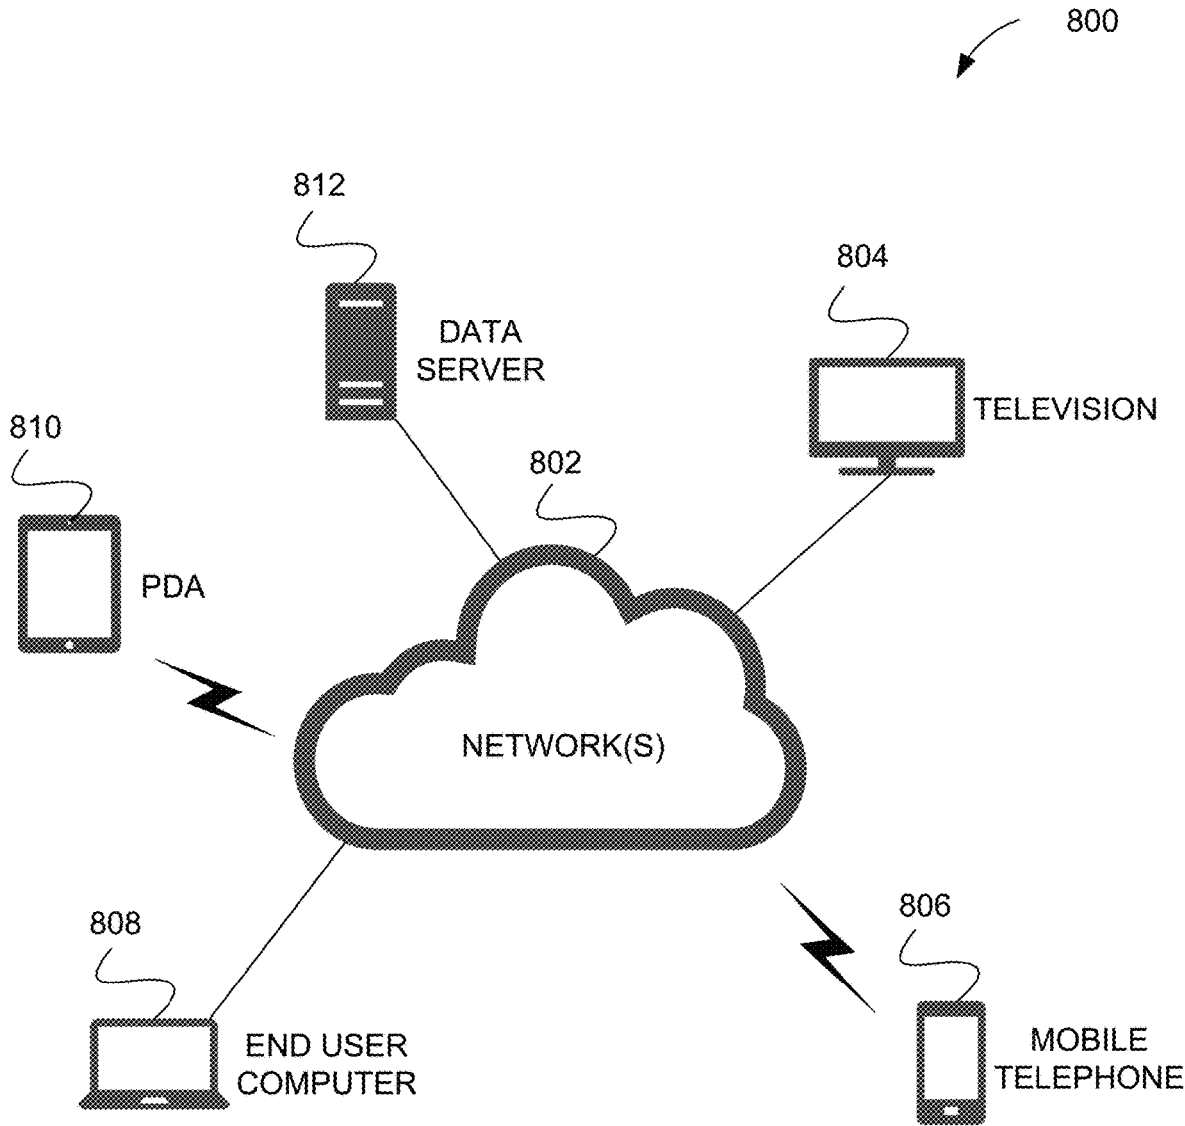 800
812
DATA
SERVER
804
TELEVISION
810
PDA
802
NETWORK(S)
808
END USER
COMPUTER
806
MOBILE
TELEPHONE